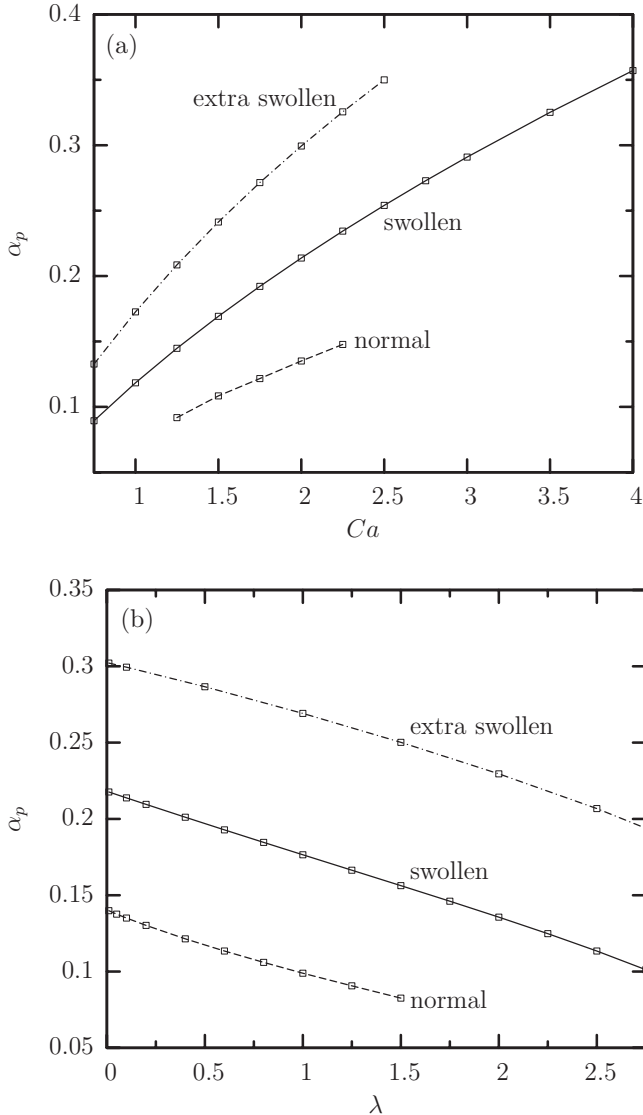 0.4
(a)
extra swollen
0.3
swollen
α_p
0.2
normal
0.1
1 1.5 2 2.5 3 3.5 4
Ca
0.35
(b)
0.3
extra swollen
0.25
α_p
0.2
swollen
0.15
0.1
normal
0.05
0 0.5 1 1.5 2 2.5
λ